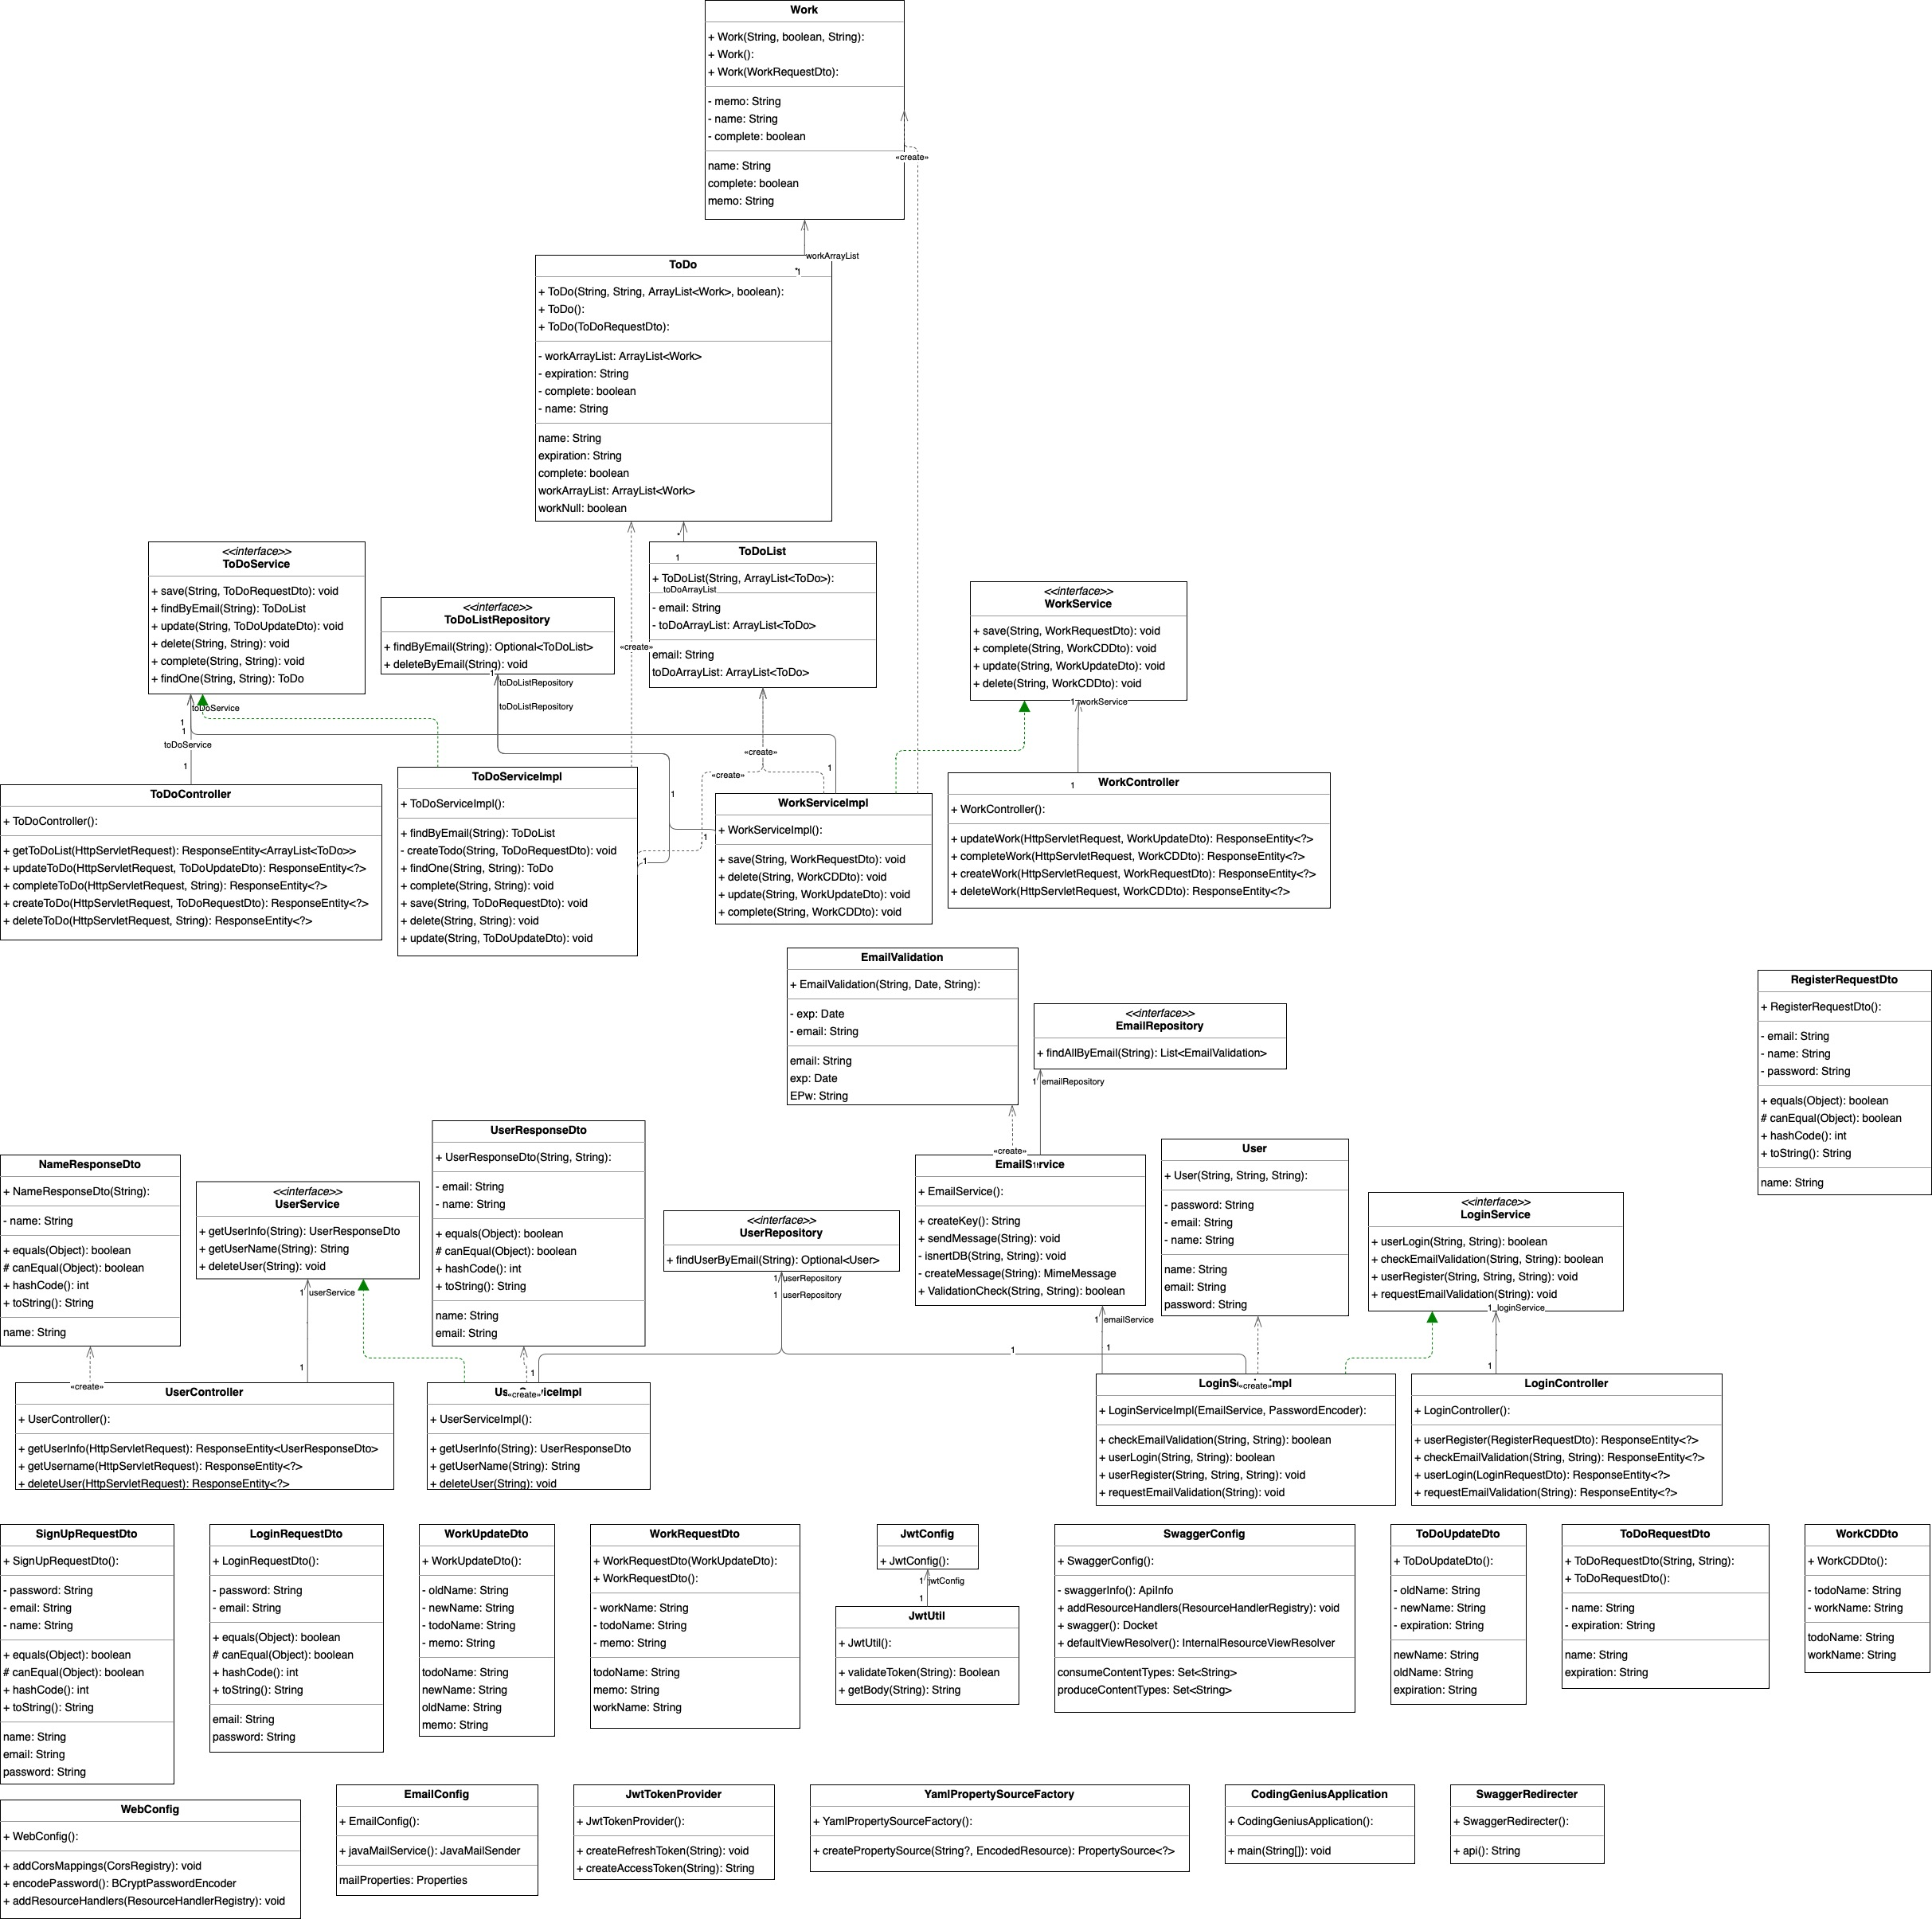 Work
+ Work(String, boolean, String):
+ Work():
+ Work(WorkRequestDto):
- memo: String
- name: String
- complete: boolean
name: String
complete: boolean
memo: String
«create»
workArrayList
ToDo
*
1
+ ToDo(String, String, ArrayList<Work>, boolean):
+ ToDo():
+ ToDo(ToDoRequestDto):
- workArrayList: ArrayList<Work>
- expiration: String
- complete: boolean
- name: String
name: String
expiration: String
complete: boolean
workArrayList: ArrayList<Work>
workNull: boolean
<<interface>>
ToDoService
+ save(String, ToDoRequestDto): void
+ findByEmail(String): ToDoList
+ update(String, ToDoUpdateDto): void
+ delete(String, String): void
+ complete(String, String): void
+ findOne(String, String): ToDo
<<interface>>
ToDoListRepository
+ findByEmail(String): Optional<ToDoList>
+ deleteByEmail(String): void
*
1
ToDoList
+ ToDoList(String, ArrayList<ToDo>):
toDoArrayList
- email: String
- toDoArrayList: ArrayList<ToDo>
email: String
toDoArrayList: ArrayList<ToDo>
«create»
<<interface>>
WorkService
+ save(String, WorkRequestDto): void
+ complete(String, WorkCDDto): void
+ update(String, WorkUpdateDto): void
+ delete(String, WorkCDDto): void
1
toDoListRepository
toDoListRepository
toDoService
1
1
toDoService
1
1 workService
«create»
«create»
1
1
1
1
1
ToDoController
+ ToDoController():
+ getToDoList(HttpServletRequest): ResponseEntity<ArrayList<ToDo>>
+ updateToDo(HttpServletRequest, ToDoUpdateDto): ResponseEntity<?>
+ completeToDo(HttpServletRequest, String): ResponseEntity<?>
+ createToDo(HttpServletRequest, ToDoRequestDto): ResponseEntity<?>
+ deleteToDo(HttpServletRequest, String): ResponseEntity<?>
ToDoServiceImpl
+ ToDoServiceImpl():
+ findByEmail(String): ToDoList
- createTodo(String, ToDoRequestDto): void
+ findOne(String, String): ToDo
+ complete(String, String): void
+ save(String, ToDoRequestDto): void
+ delete(String, String): void
+ update(String, ToDoUpdateDto): void
WorkServiceImpl
+ WorkServiceImpl():
+ save(String, WorkRequestDto): void
+ delete(String, WorkCDDto): void
+ update(String, WorkUpdateDto): void
+ complete(String, WorkCDDto): void
WorkController
+ WorkController():
+ updateWork(HttpServletRequest, WorkUpdateDto): ResponseEntity<?>
+ completeWork(HttpServletRequest, WorkCDDto): ResponseEntity<?>
+ createWork(HttpServletRequest, WorkRequestDto): ResponseEntity<?>
+ deleteWork(HttpServletRequest, WorkCDDto): ResponseEntity<?>
EmailValidation
+ EmailValidation(String, Date, String):
- exp: Date
- email: String
email: String
exp: Date
EPw: String
<<interface>>
EmailRepository
+ findAllByEmail(String): List<EmailValidation>
1 emailRepository
RegisterRequestDto
+ RegisterRequestDto():
- email: String
- name: String
- password: String
+ equals(Object): boolean
# canEqual(Object): boolean
+ hashCode(): int
+ toString(): String
name: String
NameResponseDto
+ NameResponseDto(String):
- name: String
+ equals(Object): boolean
# canEqual(Object): boolean
+ hashCode(): int
+ toString(): String
name: String
<<interface>>
UserService
+ getUserInfo(String): UserResponseDto
+ getUserName(String): String
+ deleteUser(String): void
1 userService
1
UserResponseDto
+ UserResponseDto(String, String):
- email: String
- name: String
+ equals(Object): boolean
# canEqual(Object): boolean
+ hashCode(): int
+ toString(): String
name: String
email: String
<<interface>>
UserRepository
+ findUserByEmail(String): Optional<User>
1 userRepository
1 userRepository
«create»
EmailService
+ EmailService():
+ createKey(): String
+ sendMessage(String): void
- isnertDB(String, String): void
- createMessage(String): MimeMessage
+ ValidationCheck(String, String): boolean
1 emailService
1
1
User
+ User(String, String, String):
- password: String
- email: String
- name: String
name: String
email: String
password: String
<<interface>>
LoginService
+ userLogin(String, String): boolean
+ checkEmailValidation(String, String): boolean
+ userRegister(String, String, String): void
+ requestEmailValidation(String): void
1 loginService
1
«create»
UserController
+ UserController():
+ getUserInfo(HttpServletRequest): ResponseEntity<UserResponseDto>
+ getUsername(HttpServletRequest): ResponseEntity<?>
+ deleteUser(HttpServletRequest): ResponseEntity<?>
1
«create»
+ UserServiceImpl():
+ getUserInfo(String): UserResponseDto
+ getUserName(String): String
+ deleteUser(String): void
«create»
+ LoginServiceImpl(EmailService, PasswordEncoder):
+ checkEmailValidation(String, String): boolean
+ userLogin(String, String): boolean
+ userRegister(String, String, String): void
+ requestEmailValidation(String): void
LoginController
+ LoginController():
+ userRegister(RegisterRequestDto): ResponseEntity<?>
+ checkEmailValidation(String, String): ResponseEntity<?>
+ userLogin(LoginRequestDto): ResponseEntity<?>
+ requestEmailValidation(String): ResponseEntity<?>
SignUpRequestDto
+ SignUpRequestDto():
- password: String
- email: String
- name: String
+ equals(Object): boolean
# canEqual(Object): boolean
+ hashCode(): int
+ toString(): String
name: String
email: String
password: String
LoginRequestDto
+ LoginRequestDto():
- password: String
- email: String
+ equals(Object): boolean
# canEqual(Object): boolean
+ hashCode(): int
+ toString(): String
email: String
password: String
WorkUpdateDto
+ WorkUpdateDto():
- oldName: String
- newName: String
- todoName: String
- memo: String
todoName: String
newName: String
oldName: String
memo: String
WorkRequestDto
+ WorkRequestDto(WorkUpdateDto):
+ WorkRequestDto():
- workName: String
- todoName: String
- memo: String
todoName: String
memo: String
workName: String
JwtConfig
+ JwtConfig():
1 jwtConfig
1
JwtUtil
+ JwtUtil():
+ validateToken(String): Boolean
+ getBody(String): String
SwaggerConfig
+ SwaggerConfig():
- swaggerInfo(): ApiInfo
+ addResourceHandlers(ResourceHandlerRegistry): void
+ swagger(): Docket
+ defaultViewResolver(): InternalResourceViewResolver
consumeContentTypes: Set<String>
produceContentTypes: Set<String>
ToDoUpdateDto
+ ToDoUpdateDto():
- oldName: String
- newName: String
- expiration: String
newName: String
oldName: String
expiration: String
ToDoRequestDto
+ ToDoRequestDto(String, String):
+ ToDoRequestDto():
- name: String
- expiration: String
name: String
expiration: String
WorkCDDto
+ WorkCDDto():
- todoName: String
- workName: String
todoName: String
workName: String
WebConfig
+ WebConfig():
+ addCorsMappings(CorsRegistry): void
+ encodePassword(): BCryptPasswordEncoder
+ addResourceHandlers(ResourceHandlerRegistry): void
EmailConfig
+ EmailConfig():
+ javaMailService(): JavaMailSender
mailProperties: Properties
JwtTokenProvider
+ JwtTokenProvider():
+ createRefreshToken(String): void
+ createAccessToken(String): String
YamlPropertySourceFactory
+ YamlPropertySourceFactory():
+ createPropertySource(String?, EncodedResource): PropertySource<?>
CodingGeniusApplication
+ CodingGeniusApplication():
+ main(String[]): void
SwaggerRedirecter
+ SwaggerRedirecter():
+ api(): String